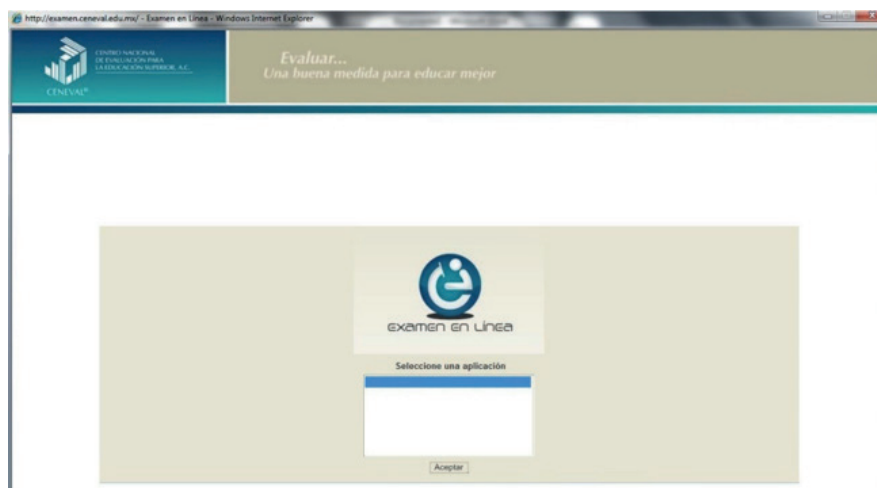 http://examen.ceneval.edu.mx/ - Examen en Línea - Windows Internet Explorer
CENTRO NACIONAL
DE EVALUACIÓN PARA
LA EDUCACIÓN SUPERIOR, A.C.
CENEVAL®
Evaluar...
Una buena medida para educar mejor
examen en Línea
Seleccione una aplicación
Aceptar